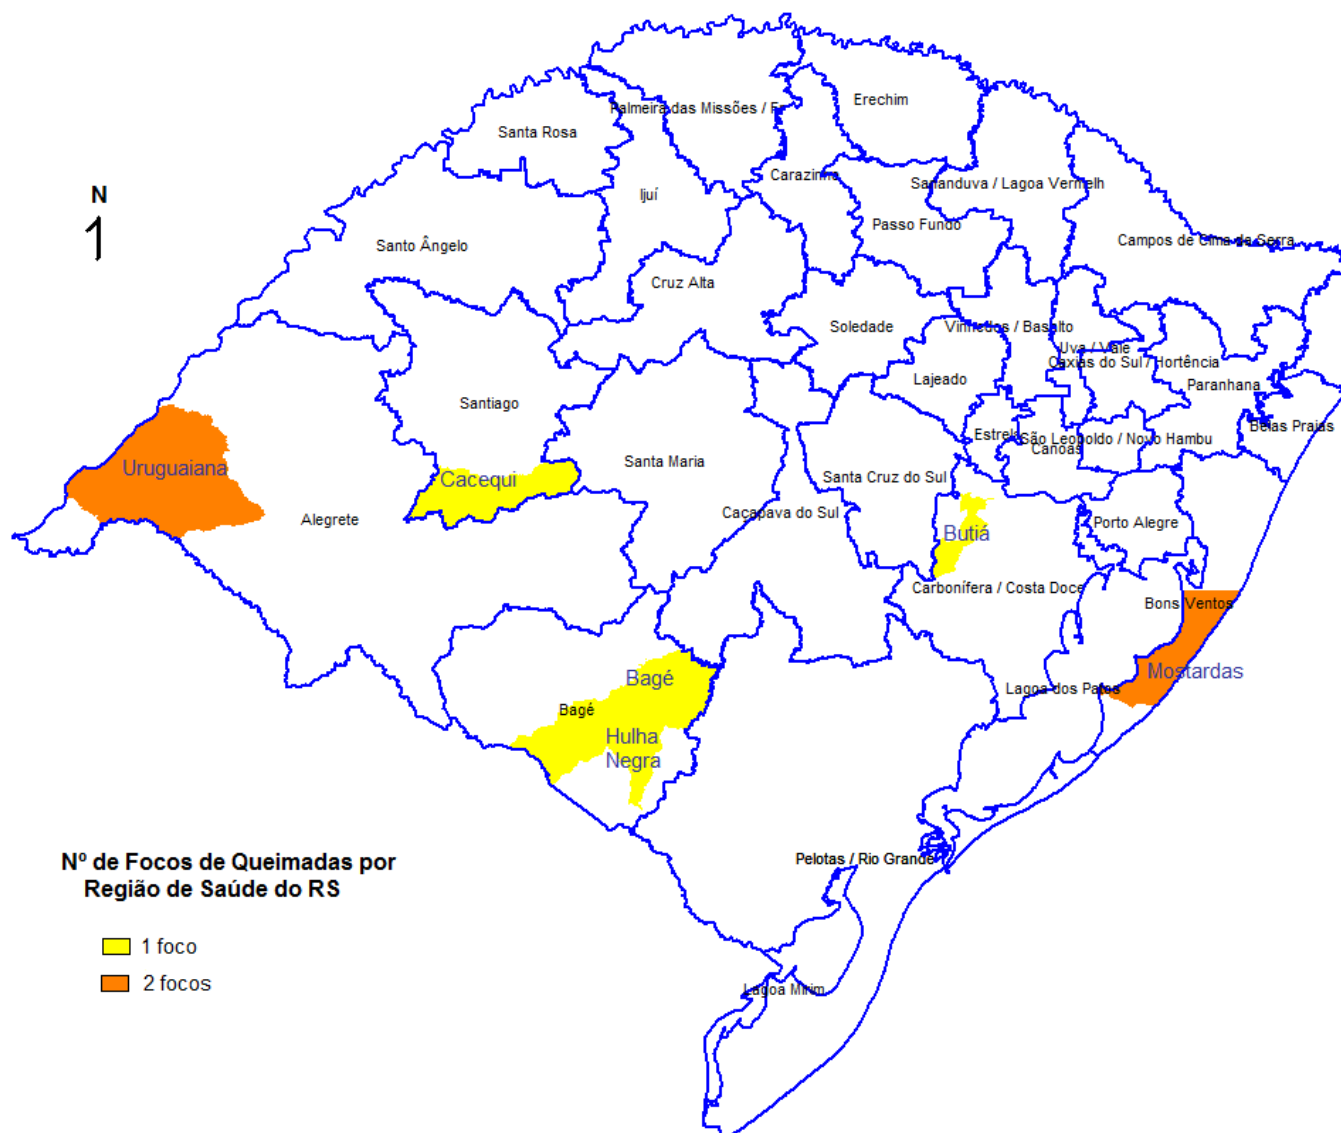 Erechim
Palmeira das Missões / Fr
Santa Rosa
Carazinho
Sananduva / Lagoa Vermelh
N
Ijuí
Passo Fundo
Campos de Cima da Serra
Santo Ângelo
Cruz Alta
Soledade
Vinhedos / Basalto
Uva / Vale
Caxias do Sul / Hortência
Lajeado
Paranhana
Santiago
Belas Praias
Estrela
São Leopoldo / Novo Hambu
Canoas
Uruguaiana
Santa Maria
Cacequi
Santa Cruz do Sul
Caçapava do Sul
Alegrete
Porto Alegre
Butiá
Carbonífera / Costa Doce
Bons Ventos
Mostardas
Bagé
Lagoa dos Patos
Bagé
Hulha
Negra
Nº de Focos de Queimadas por
Região de Saúde do RS
Pelotas / Rio Grande
1 foco
2 focos
Lagoa Mirim